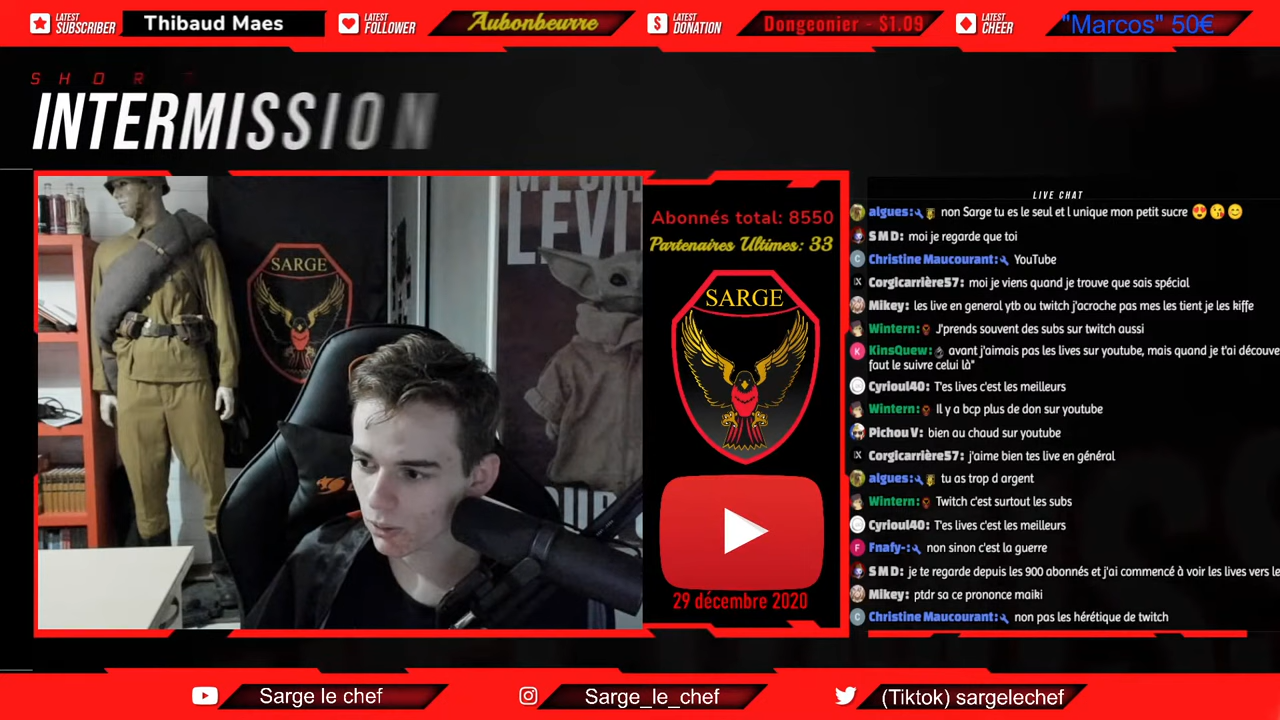 LATEST SUBSCRIBER
Thibaud Maes
LATEST FOLLOWER
Aubonbeurre
LATEST DONATION
Dongeonier - $1.09
LATEST CHEER
"Marcos" 50€
SHORT
INTERMISSION
SARGE
LEVI
Abonnés total: 8550
Partenaires Ultimes: 33
SARGE
29 décembre 2020
LIVE CHAT
algues: non Sarge tu es le seul et l unique mon petit sucre 😍😘😊
SMD: moi je regarde que toi
C Christine Maucourant: YouTube
Corgicarrière57: moi je viens quand je trouve que sais spécial
Mikey: les live en general ytb ou twitch j'acroche pas mes les tient je les kiffe
Wintern: J'prends souvent des subs sur twitch aussi
K KinsQuew: avant j'aimais pas les lives sur youtube, mais quand je t'ai découve
faut le suivre celui là"
Cyrioul40: T'es lives c'est les meilleurs
Wintern: Il y a bcp plus de don sur youtube
Pichou V: bien au chaud sur youtube
Corgicarrière57: j'aime bien tes live en général
algues: tu as trop d argent
Wintern: Twitch c'est surtout les subs
Cyrioul40: T'es lives c'est les meilleurs
F Fnafy-: non sinon c'est la guerre
SMD: je te regarde depuis les 900 abonnés et j'ai commencé à voir les lives vers le
Mikey: ptdr sa ce prononce maiki
C Christine Maucourant: non pas les hérétique de twitch
Sarge le chef
Sarge_le_chef
(Tiktok) sargelechef